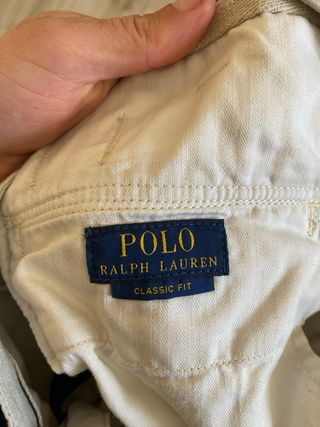 POLO
RALPH LAUREN
CLASSIC FIT